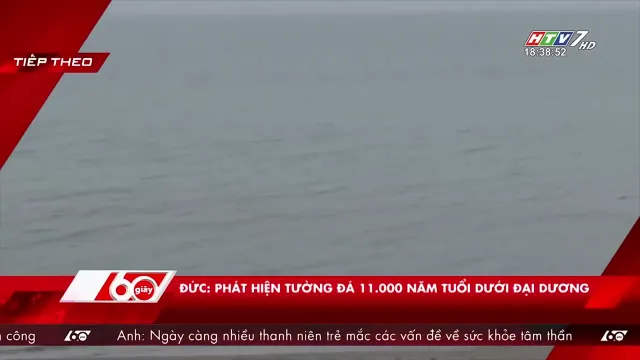 HTV7 HD
18:38:52
TIẾP THEO
60 giây
ĐỨC: PHÁT HIỆN TƯỜNG ĐÁ 11.000 NĂM TUỔI DƯỚI ĐẠI DƯƠNG
công 60 Anh: Ngày càng nhiều thanh niên trẻ mắc các vấn đề về sức khỏe tâm thần 60